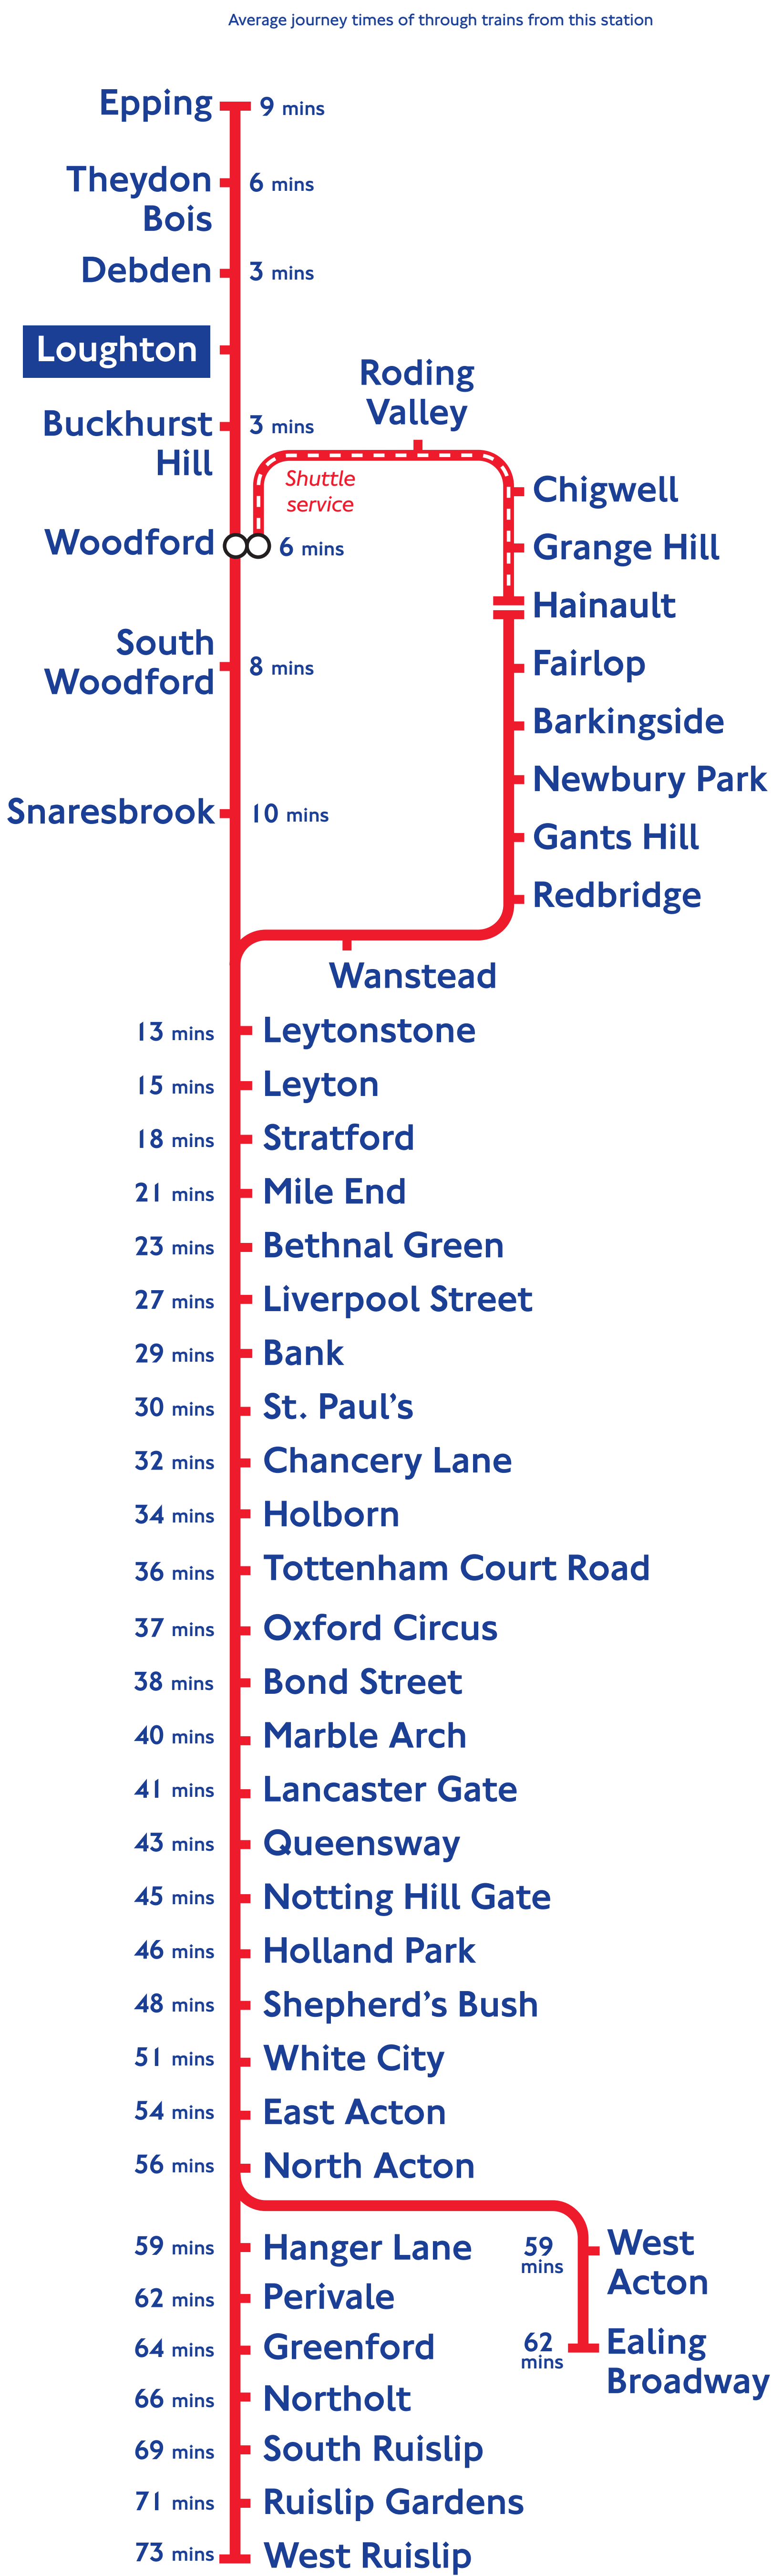 Average journey times of through trains from this station
Epping 9 mins
Theydon
Bois
6 mins
Debden 3 mins
Loughton
Buckhurst
Hill
3 mins
Roding
Valley
Shuttle
service
Woodford 6 mins
South
Woodford
8 mins
Snaresbrook 10 mins
Chigwell
Grange Hill
Hainault
Fairlop
Barkingside
Newbury Park
Gants Hill
Redbridge
Wanstead
13 mins Leytonstone
15 mins Leyton
18 mins Stratford
21 mins Mile End
23 mins Bethnal Green
27 mins Liverpool Street
29 mins Bank
30 mins St. Paul's
32 mins Chancery Lane
34 mins Holborn
36 mins Tottenham Court Road
37 mins Oxford Circus
38 mins Bond Street
40 mins Marble Arch
41 mins Lancaster Gate
43 mins Queensway
45 mins Notting Hill Gate
46 mins Holland Park
48 mins Shepherd's Bush
51 mins White City
54 mins East Acton
56 mins North Acton
59 mins Hanger Lane
62 mins Perivale
64 mins Greenford
66 mins Northolt
69 mins South Ruislip
71 mins Ruislip Gardens
73 mins West Ruislip
59
mins
West
Acton
62
mins
Ealing
Broadway